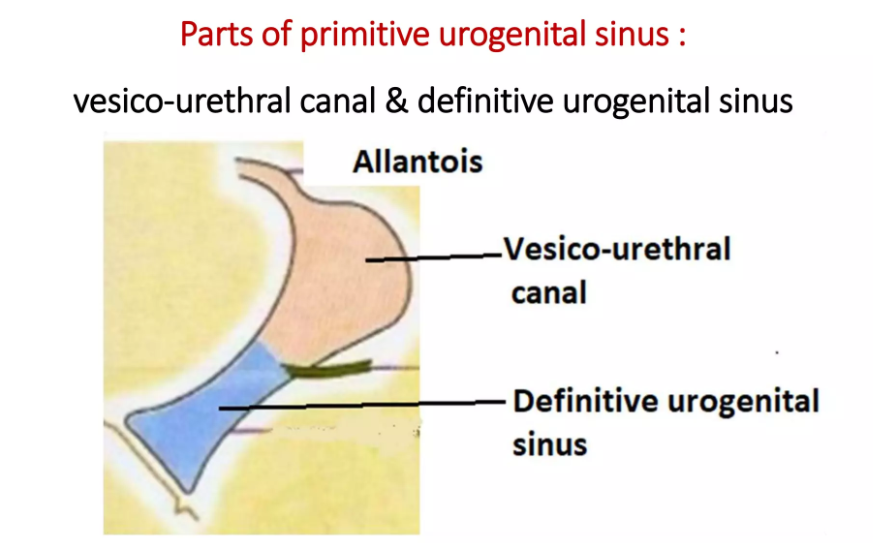 Parts of primitive urogenital sinus :
vesico-urethral canal & definitive urogenital sinus
Allantois
Vesico-urethral
canal
Definitive urogenital
sinus